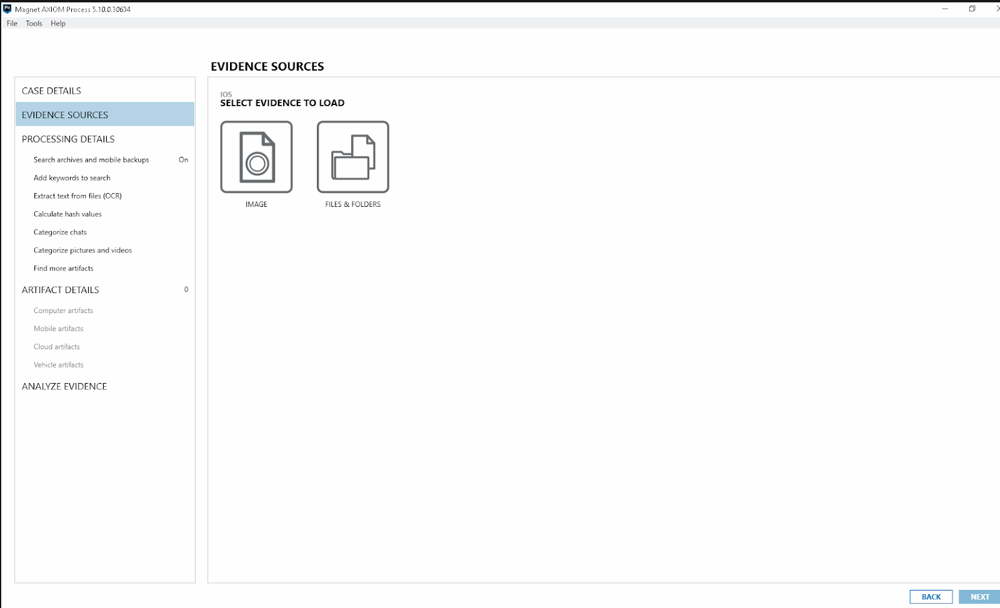 Magnet AXIOM Process 5.10.0.30634
File Tools Help
EVIDENCE SOURCES
CASE DETAILS
EVIDENCE SOURCES
PROCESSING DETAILS
Search archives and mobile backups On
Add keywords to search
Extract text from files (OCR)
Calculate hash values
Categorize chats
Categorize pictures and videos
Find more artifacts
ARTIFACT DETAILS 0
Computer artifacts
Mobile artifacts
Cloud artifacts
Vehicle artifacts
ANALYZE EVIDENCE
IOS
SELECT EVIDENCE TO LOAD
IMAGE FILES & FOLDERS
BACK NEXT